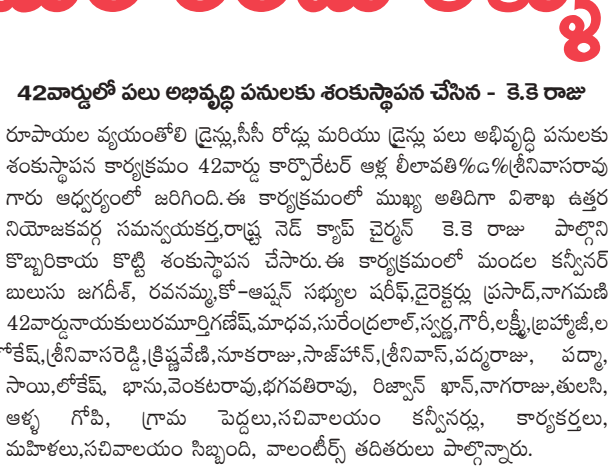 42వార్డులో పలు అభివృద్ధి పనులకు శంకుస్థాపన చేసిన - కె.కె రాజు
రూపాయల వ్యయంతోలి డ్రైన్లు,సీసీ రోడ్లు మరియు డ్రైన్లు పలు అభివృద్ది పనులకు
శంకుస్థాపన కార్యక్రమం 42వార్డు కార్పొరేటర్ ఆళ్ల లీలావతి%డ%శ్రీనివాసరావు
గారు ఆధ్వర్యంలో జరిగింది.ఈ కార్యక్రమంలో ముఖ్య అతిదిగా విశాఖ ఉత్తర
నియోజకవర్గ సమన్వయకర్త,రాష్ట్ర నెడ్ క్యాప్ చైర్మన్ కె.కె రాజు పాల్గొని
కొబ్బరికాయ కొట్టి శంకుస్థాపన చేసారు.ఈ కార్యక్రమంలో మండల కన్వీనర్
బులుసు జగదీశ్, రవనమ్మ,కో-ఆప్షన్ సభ్యుల షరీఫ్,డైరెక్టర్లు ప్రసాద్,నాగమణి
42వార్డునాయకులురమూర్తిగణేష్,మాధవ,సురేంద్రలాల్,స్వర్ణ,గౌరీ,లక్ష్మీ,బ్రహ్మాజీ,ల
ోకేష్,శ్రీనివాసరెడ్డి,క్రిష్ణవేణి,నూకరాజు,సాజ్‌హాన్,శ్రీనివాస్,పద్మరాజు, పద్మా,
సాయి,లోకేష్, భాను,వెంకటరావు,భగవతిరావు, రిజ్వాన్ ఖాన్,నాగరాజు,తులసి,
ఆళ్ళ గోపి, గ్రామ పెద్దలు,సచివాలయం కన్వీనర్లు, కార్యకర్తలు,
మహిళలు,సచివాలయం సిబ్బంది, వాలంటీర్స్ తదితరులు పాల్గొన్నారు.